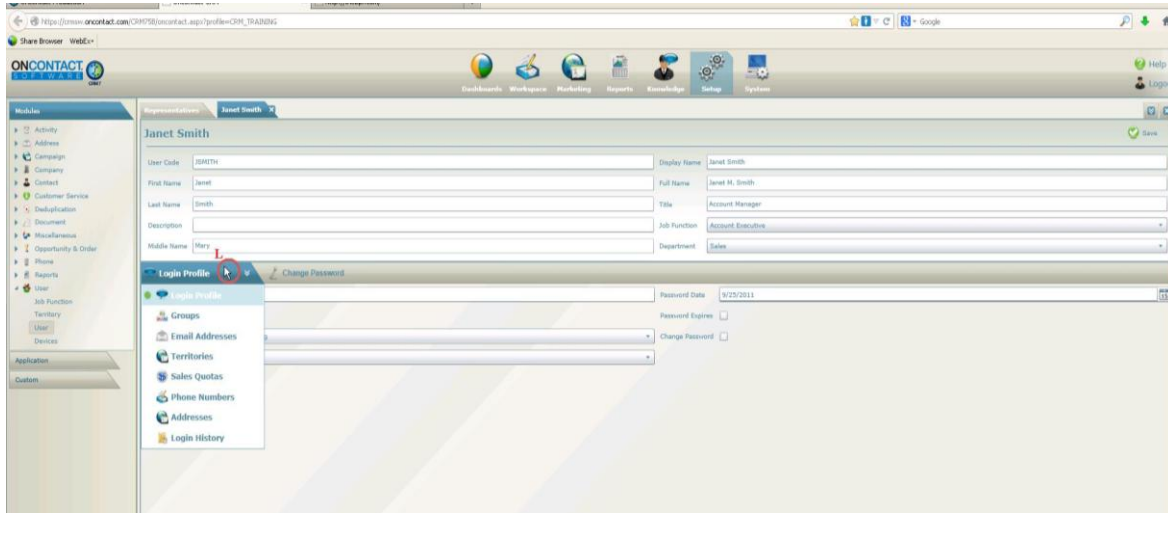 https://crmsw.oncontact.com/CRM758/oncontact.aspx?profile=CRM_TRAINING
Google
Share Browser WebEx
ONCONTACT
SOFTWARE
Dashboards Workspace Marketing Reports Knowledge Setup System
Help
Modules
Representatives Janet Smith
Activity
Address
Campaign
Company
Contact
Customer Service
Deduplication
Document
Miscellaneous
Opportunity & Order
Phone
Reports
User
Job Function
Territory
User
Devices
Application
Custom
Janet Smith
Save
User Code JSMITH Display Name Janet Smith
First Name Janet Full Name Janet M. Smith
Last Name Smith Title Account Manager
Description Job Function Account Executive
Middle Name Mary Department Sales
L
Login Profile Change Password
Login Profile Password Date 9/25/2011
Groups Password Expires
Email Addresses Change Password
Territories
Sales Quotas
Phone Numbers
Addresses
Login History